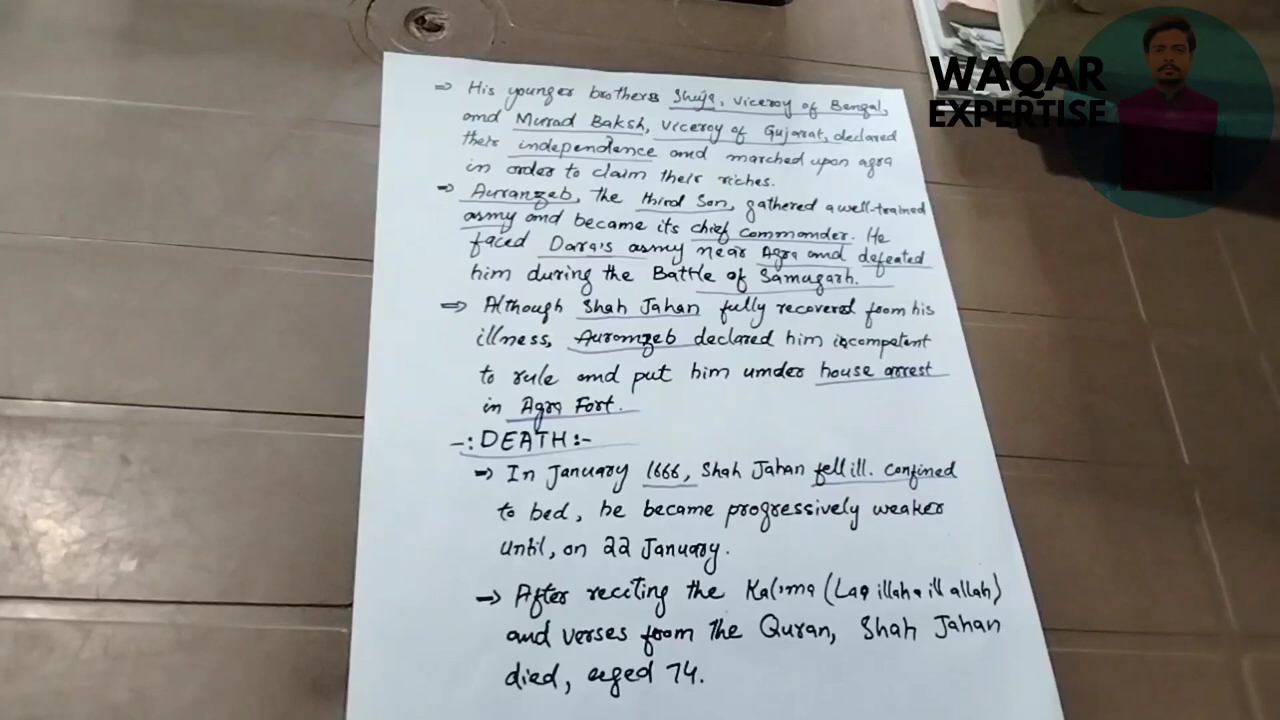 WAQAR
EXPERTISE
⇒ His younger brothers Shuja, viceroy of Bengal,
and Murad Baksh, viceroy of Gujarat, declared
their independence and marched upon agra
in order to claim their riches.
⇒ Auranzeb, the third Son, gathered a well-trained
army and became its chief commander. He
faced Dara's army near Agra and defeated
him during the Battle of Samugarh.
⇒ Although Shah Jahan fully recovered from his
illness, Auranzeb declared him incompetent
to rule and put him under house arrest
in Agra Fort.
-: DEATH :-
⇒ In January 1666, Shah Jahan fell ill. Confined
to bed, he became progressively weaker
until, on 22 January.
→ After reciting the Kalima (Laa illaha ill allah)
and verses from the Quran, Shah Jahan
died, aged 74.